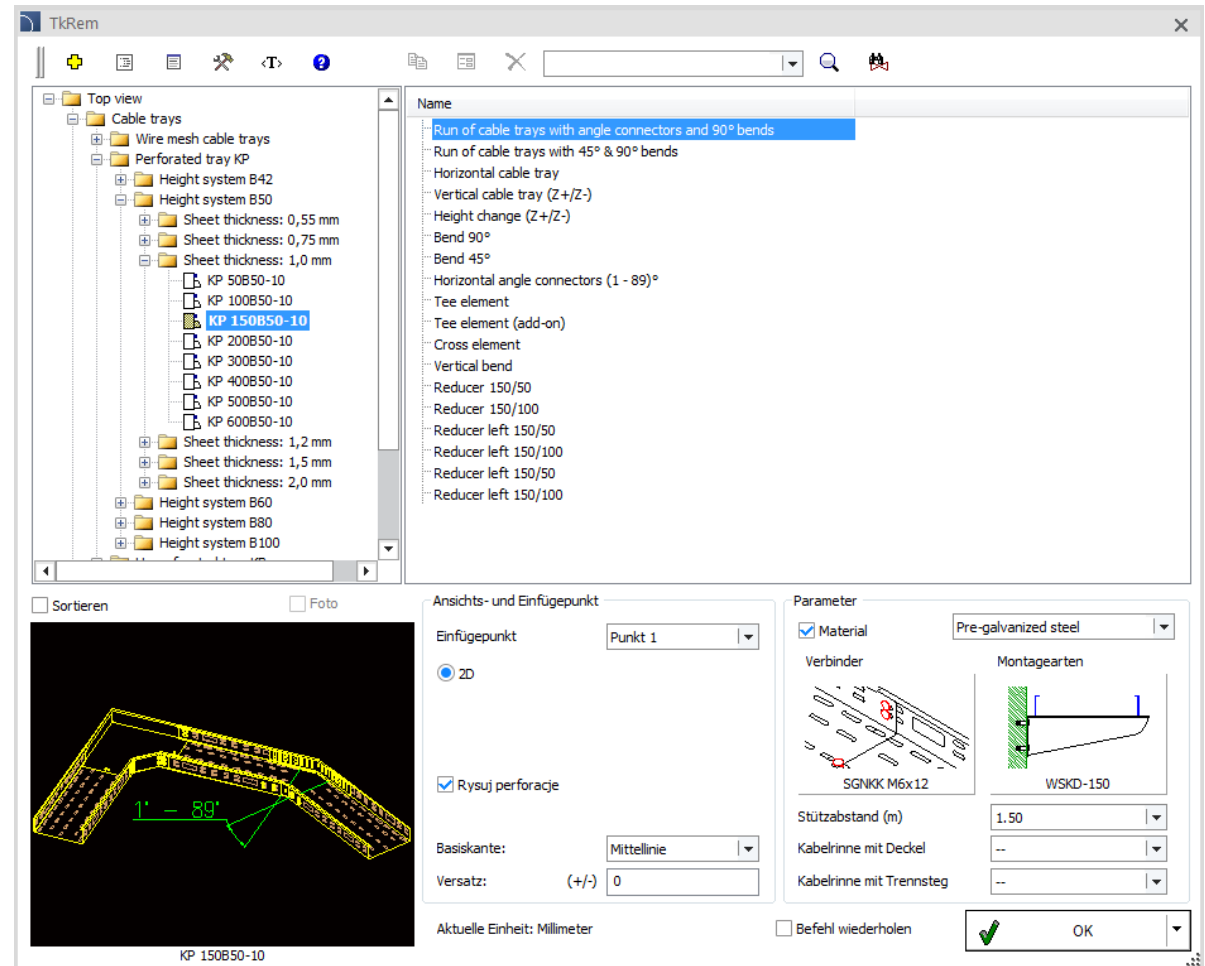 TkRem
<T>
Top view
Cable trays
Wire mesh cable trays
Perforated tray KP
Height system B42
Height system B50
Sheet thickness: 0,55 mm
Sheet thickness: 0,75 mm
Sheet thickness: 1,0 mm
KP 50B50-10
KP 100B50-10
KP 150B50-10
KP 200B50-10
KP 300B50-10
KP 400B50-10
KP 500B50-10
KP 600B50-10
Sheet thickness: 1,2 mm
Sheet thickness: 1,5 mm
Sheet thickness: 2,0 mm
Height system B60
Height system B80
Height system B100
Name
Run of cable trays with angle connectors and 90° bends
Run of cable trays with 45° & 90° bends
Horizontal cable tray
Vertical cable tray (Z+/Z-)
Height change (Z+/Z-)
Bend 90°
Bend 45°
Horizontal angle connectors (1 - 89)°
Tee element
Tee element (add-on)
Cross element
Vertical bend
Reducer 150/50
Reducer 150/100
Reducer left 150/50
Reducer left 150/100
Reducer left 150/50
Reducer left 150/100
Sortieren
Foto
1° - 89°
KP 150B50-10
Ansichts- und Einfügepunkt
Einfügepunkt Punkt 1
2D
Rysuj perforacje
Basiskante: Mittellinie
Versatz: (+/-) 0
Aktuelle Einheit: Millimeter
Parameter
Material Pre-galvanized steel
Verbinder Montagearten
SGNKK M6x12 WSKD-150
Stützabstand (m) 1.50
Kabelrinne mit Deckel --
Kabelrinne mit Trennsteg --
Befehl wiederholen
OK